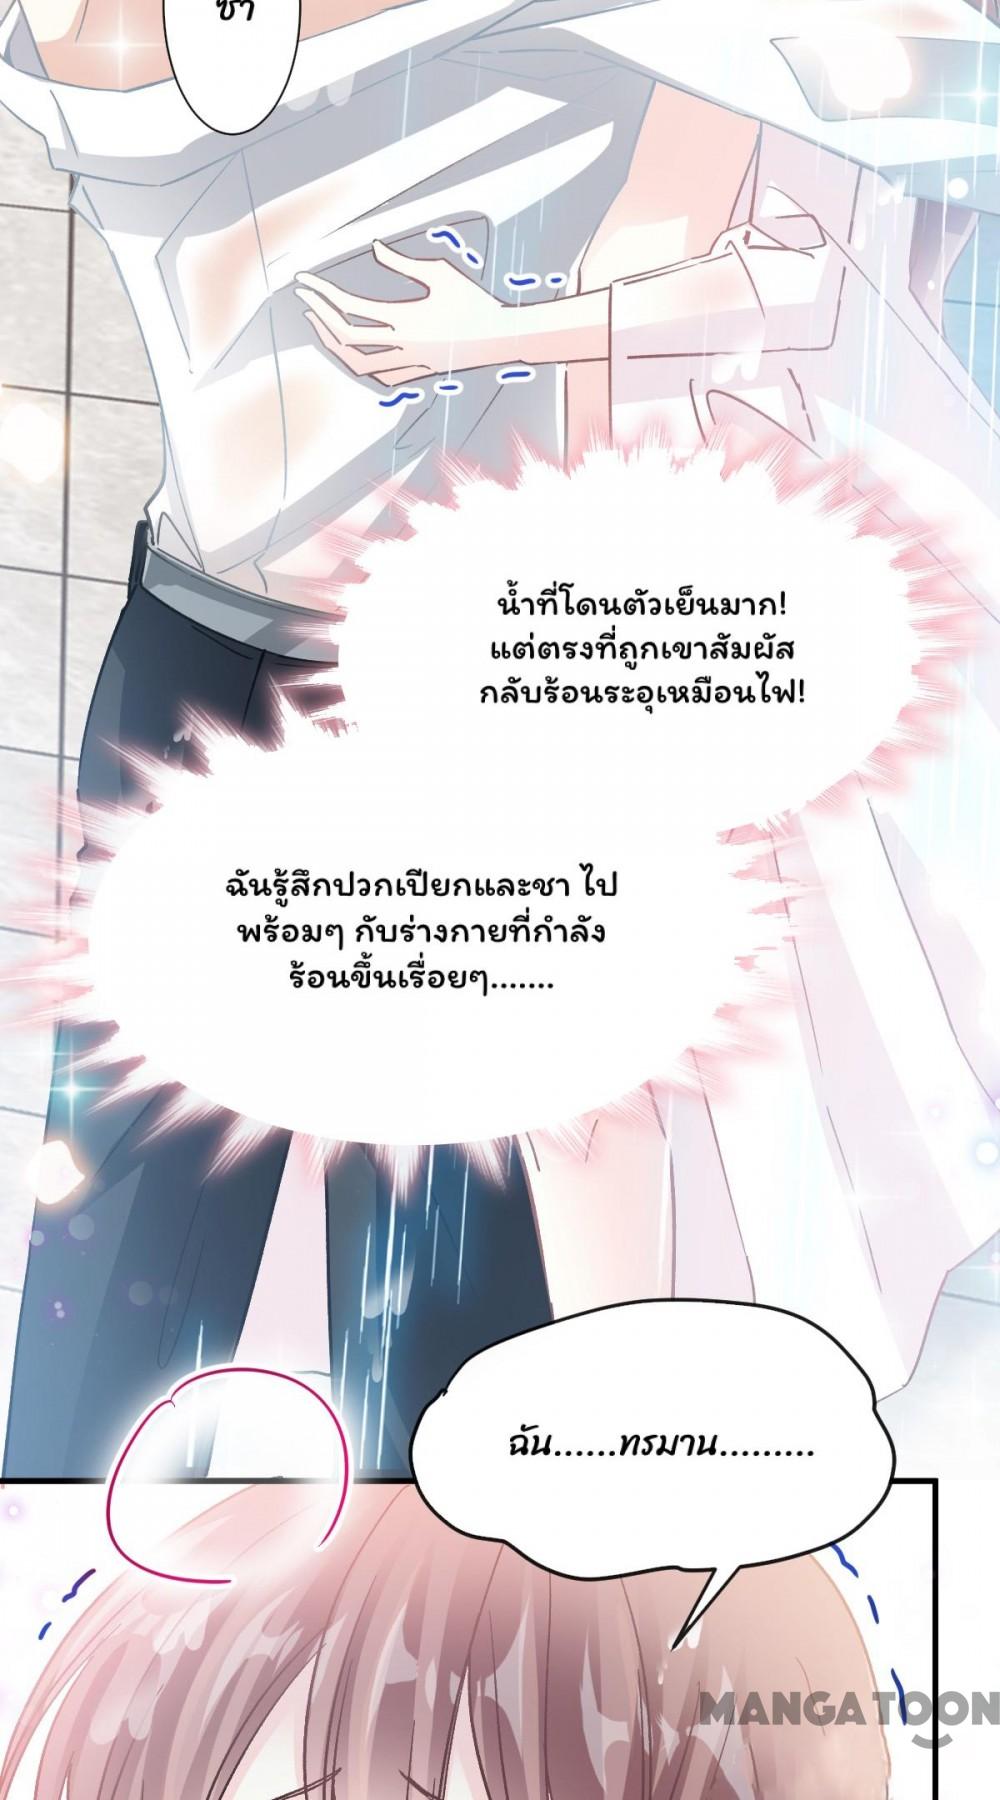 ชา
น้ำที่โดนตัวเย็นมาก!
แต่ตรงที่ถูกเขาสัมผัส
กลับร้อนระอุเหมือนไฟ!
ฉันรู้สึกปวกเปียกและชา ไป
พร้อมๆ กับร่างกายที่กำลัง
ร้อนขึ้นเรื่อยๆ.......
ฉัน......ทรมาน.........
MANGATOON